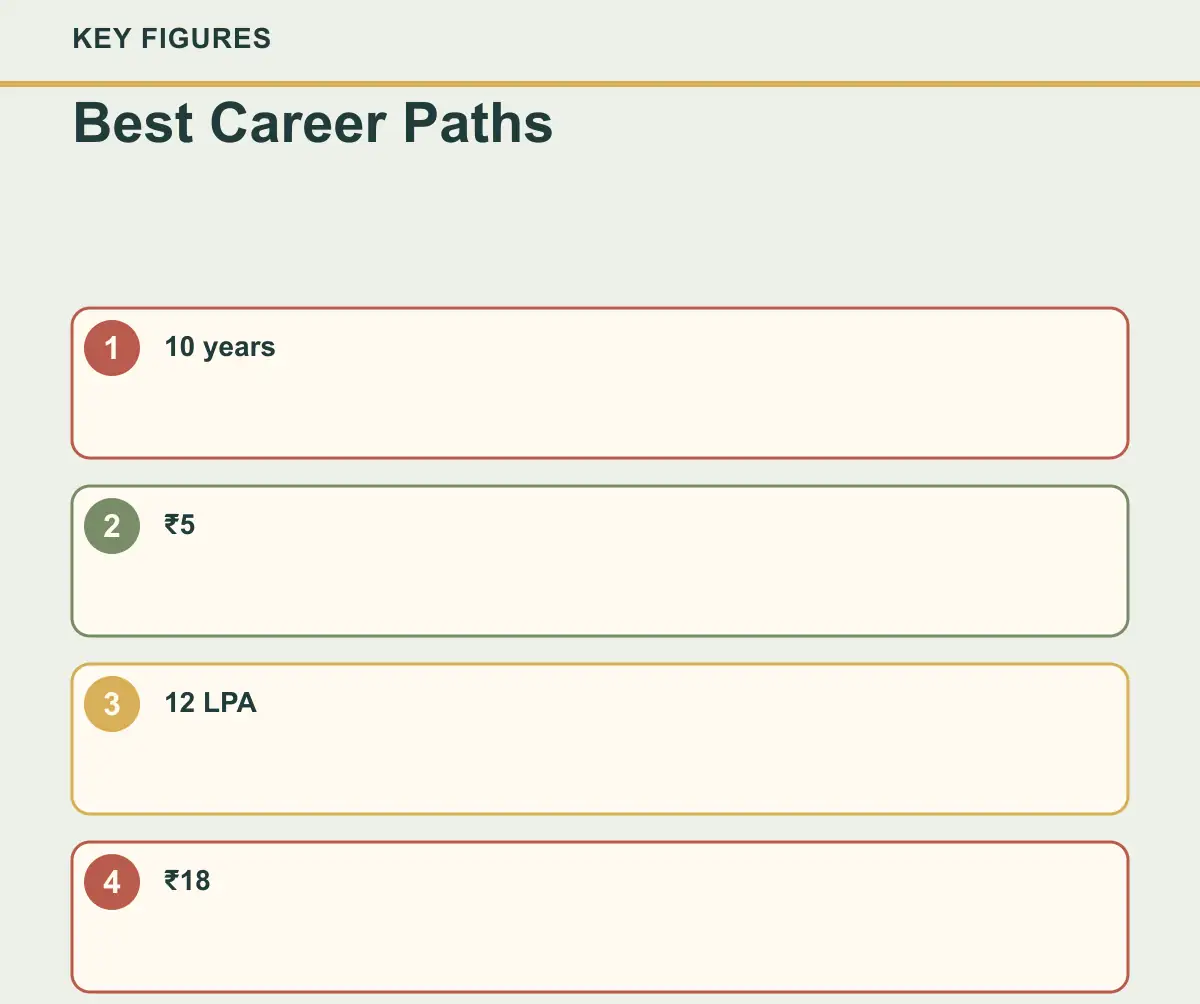 KEY FIGURES
Best Career Paths
1 10 years
2 ₹5
3 12 LPA
4 ₹18